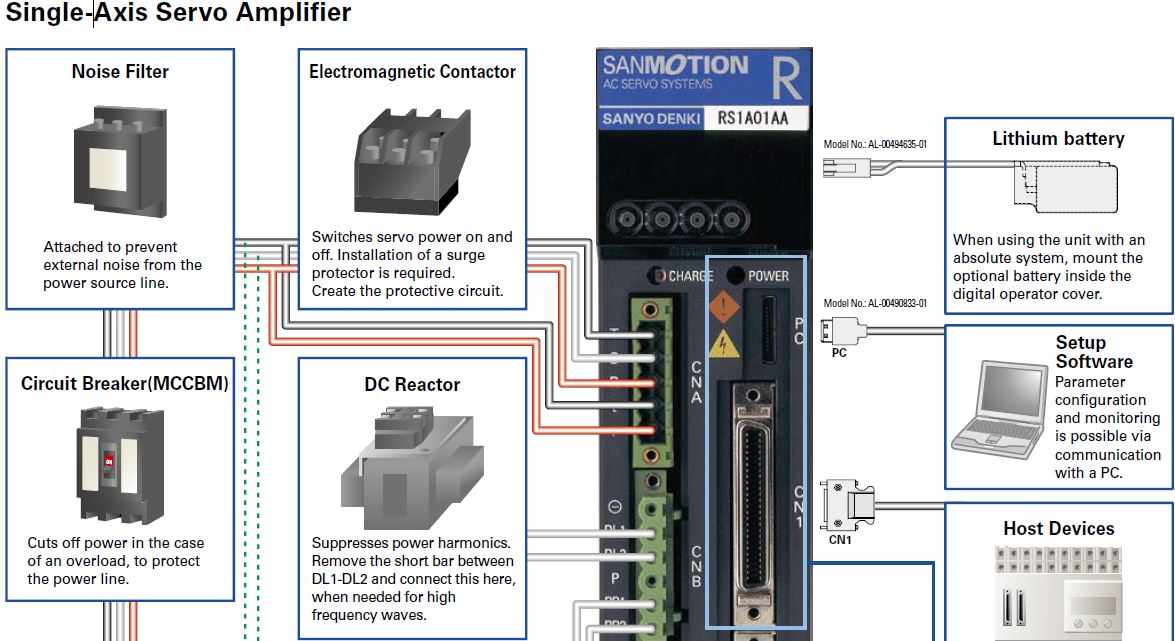 Single-Axis Servo Amplifier
Noise Filter
Attached to prevent
external noise from the
power source line.
Electromagnetic Contactor
Switches servo power on and
off. Installation of a surge
protector is required.
Create the protective circuit.
Circuit Breaker(MCCBM)
Cuts off power in the case
of an overload, to protect
the power line.
DC Reactor
Suppresses power harmonics.
Remove the short bar between
DL1-DL2 and connect this here,
when needed for high
frequency waves.
SANMOTION
R
AC SERVO SYSTEMS
SANYO DENKI
RS1A01AA
CHARGE
POWER
PC
CNA
CN1
CNB
DL1
DL2
P
Model No.: AL-00494635-01
Lithium battery
When using the unit with an
absolute system, mount the
optional battery inside the
digital operator cover.
Model No.: AL-00490833-01
PC
Setup
Software
Parameter
configuration
and monitoring
is possible via
communication
with a PC.
CN1
Host Devices